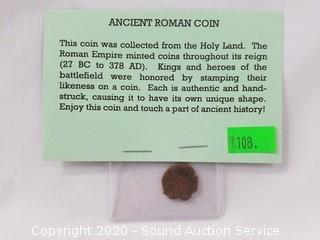 ANCIENT ROMAN COIN
This coin was collected from the Holy Land. The
Roman Empire minted coins throughout its reign
(27 BC to 378 AD). Kings and heroes of the
battlefield were honored by stamping their
likeness on a coin. Each is authentic and hand-
struck, causing it to have its own unique shape.
Enjoy this coin and touch a part of ancient history!
108.
Copyright 2020 - Sound Auction Service